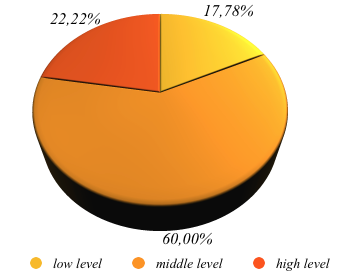 22,22%
17,78%
60,00%
low level
middle level
high level